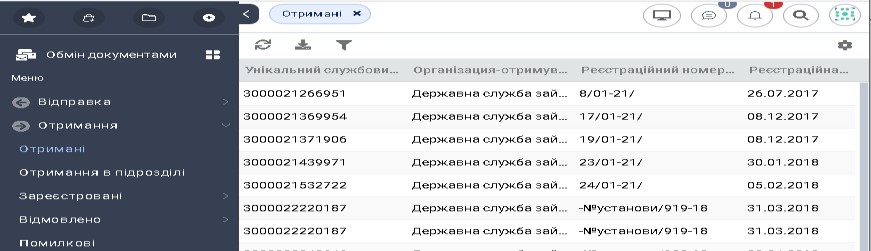 Отримані ×
0 1
Обмін документами
Меню
Відправка
Отримання
Отримані
Отримання в підрозділі
Зареєстровані
Відмовлено
Помилкові
Унікальний службови... Організація-отримув... Реєстраційний номер... Реєстраційна...
3000021266951 Державна служба зай... 8/01-21/ 26.07.2017
3000021369954 Державна служба зай... 17/01-21/ 08.12.2017
3000021371906 Державна служба зай... 19/01-21/ 08.12.2017
3000021439971 Державна служба зай... 23/01-21/ 30.01.2018
3000021532722 Державна служба зай... 24/01-21/ 05.02.2018
3000022220187 Державна служба зай... -№установи/919-18 31.03.2018
3000022220187 Державна служба зай... -№установи/919-18 31.03.2018